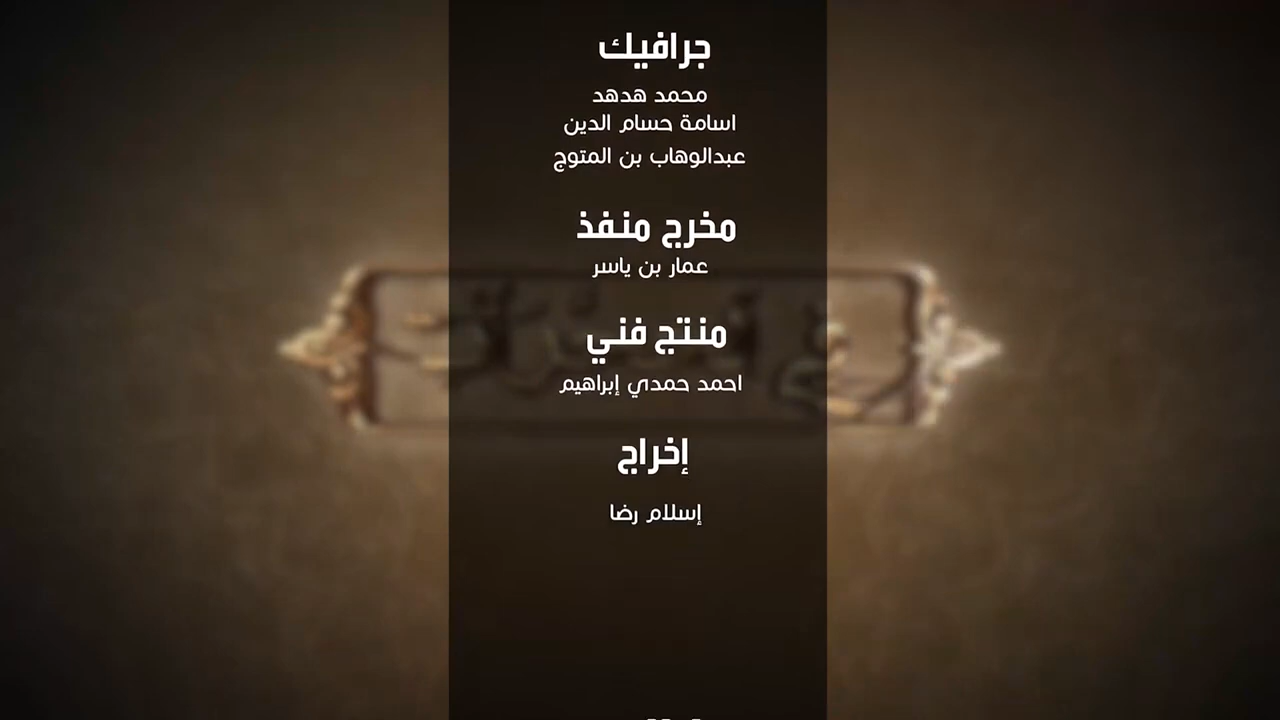 جرافيك
محمد هدهد
اسامة حسام الدين
عبدالوهاب بن المتوج
مخرج منفذ
عمار بن ياسر
منتج فني
احمد حمدي إبراهيم
إخراج
إسلام رضا